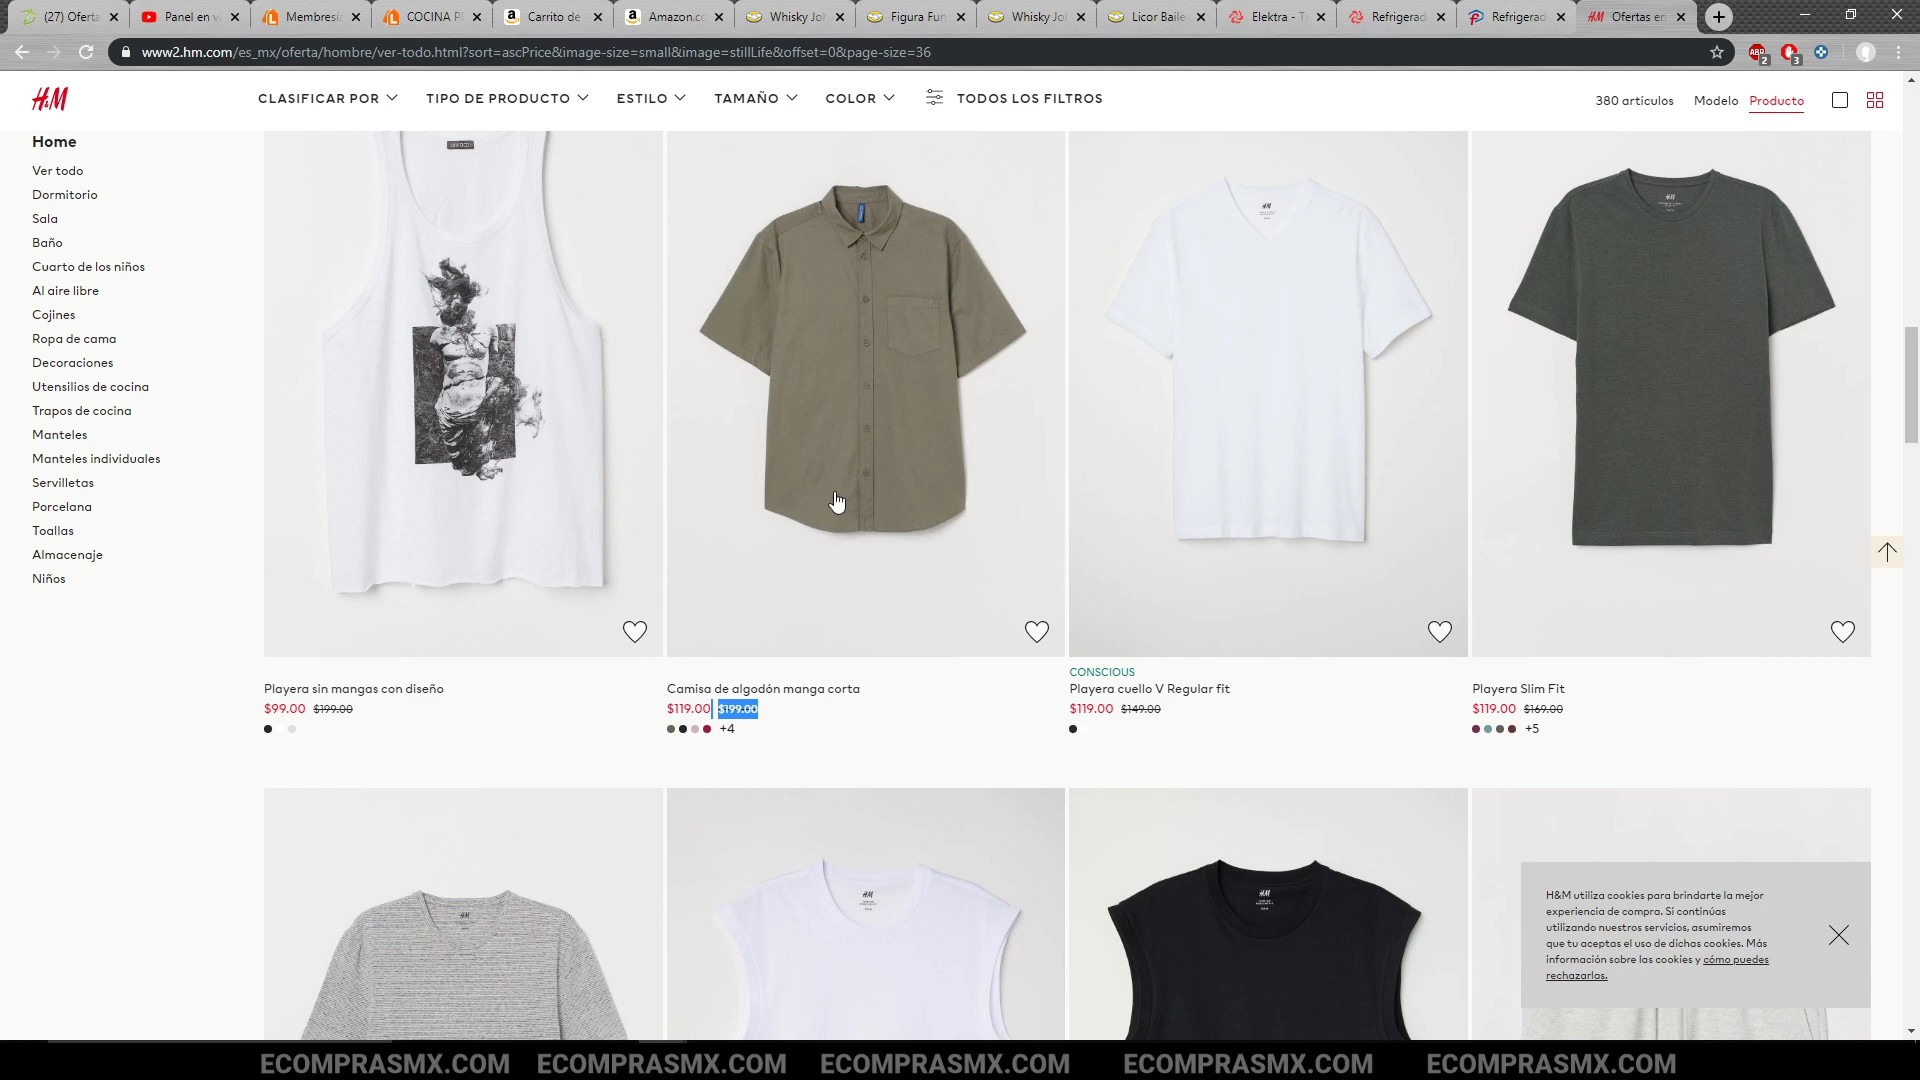 (27) Oferta
Panel en v
Membresí
COCINA P
Carrito de
Amazon.co
Whisky Jo
Figura Fun
Whisky Jo
Licor Baile
Elektra - T
Refrigerad
Refrigerad
Ofertas en
www2.hm.com/es_mx/oferta/hombre/ver-todo.html?sort=ascPrice&image-size=small&image=stillLife&offset=0&page-size=36
ABP 2
3
H&M
CLASIFICAR POR
TIPO DE PRODUCTO
ESTILO
TAMAÑO
COLOR
TODOS LOS FILTROS
380 artículos
Modelo
Producto
Home
Ver todo
Dormitorio
Sala
Baño
Cuarto de los niños
Al aire libre
Cojines
Ropa de cama
Decoraciones
Utensilios de cocina
Trapos de cocina
Manteles
Manteles individuales
Servilletas
Porcelana
Toallas
Almacenaje
Niños
Playera sin mangas con diseño
$99.00 $199.00
Camisa de algodón manga corta
$119.00 $199.00
+4
CONSCIOUS
Playera cuello V Regular fit
$119.00 $149.00
Playera Slim Fit
$119.00 $169.00
+5
H&M utiliza cookies para brindarte la mejor
experiencia de compra. Si continúas
utilizando nuestros servicios, asumiremos
que tu aceptas el uso de dichas cookies. Más
información sobre las cookies y cómo puedes
rechazarlas.
ECOMPRASMX.COM ECOMPRASMX.COM ECOMPRASMX.COM ECOMPRASMX.COM ECOMPRASMX.COM